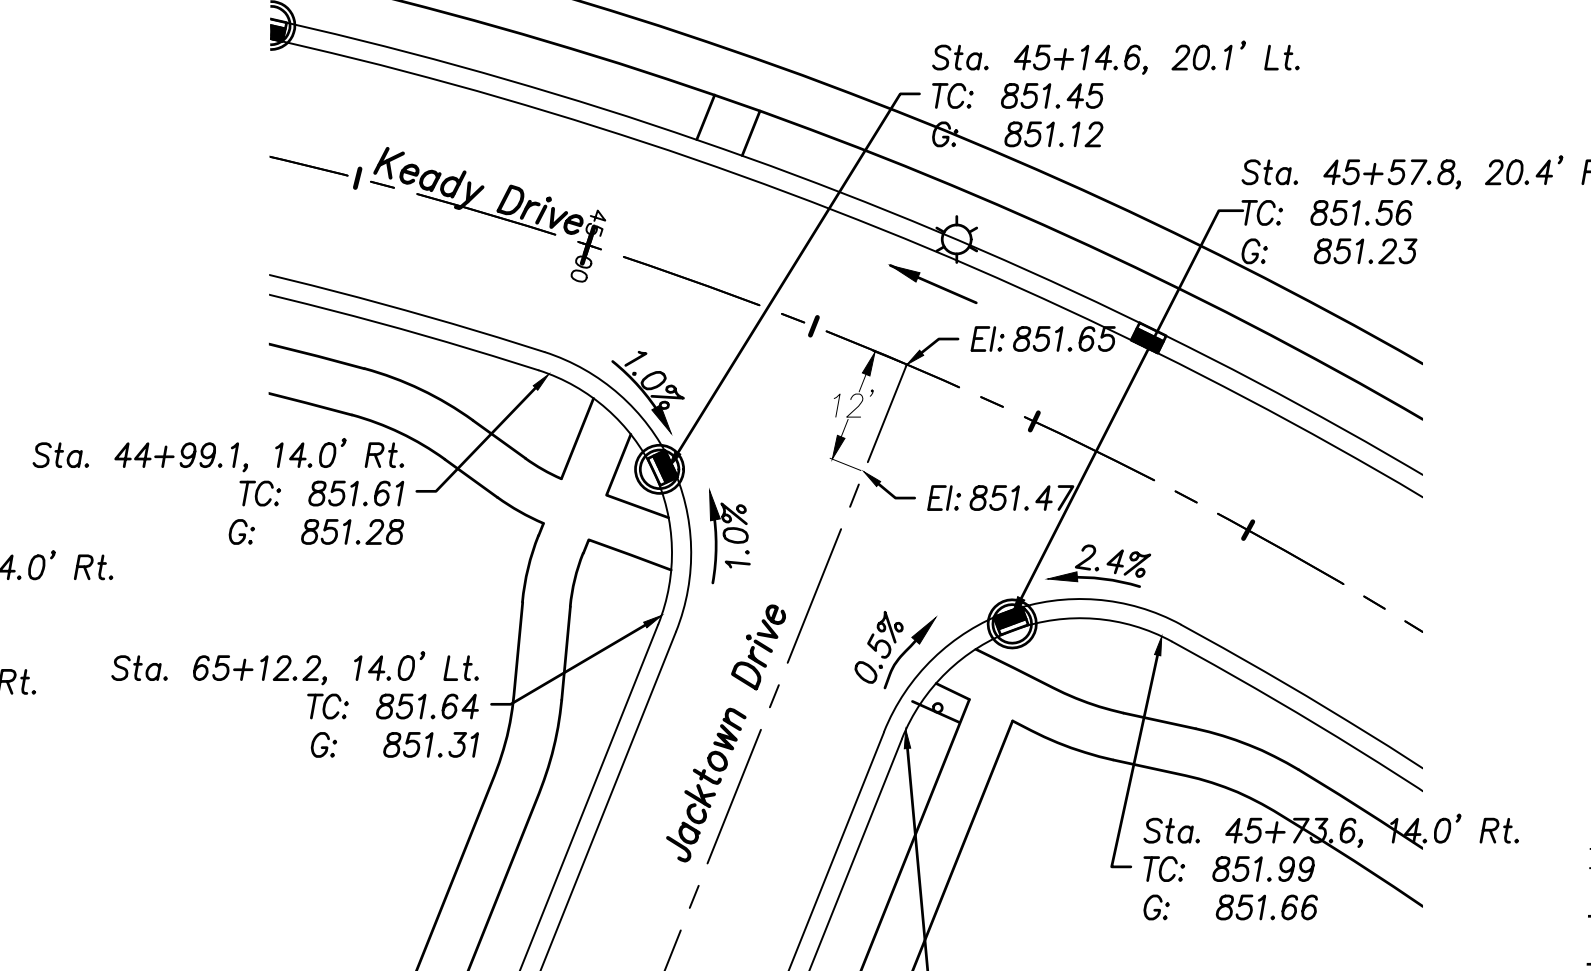 Sta. 45+14.6, 20.1' Lt.
TC: 851.45
G: 851.12
Sta. 45+57.8, 20.4' R
TC: 851.56
G: 851.23
Keady Drive
45+00
El: 851.65
1.0%
12'
Sta. 44+99.1, 14.0' Rt.
TC: 851.61
G: 851.28
El: 851.47
1.0%
4.0' Rt.
2.4%
0.5%
Rt.
Sta. 65+12.2, 14.0' Lt.
TC: 851.64
G: 851.31
Jacktown Drive
Sta. 45+73.6, 14.0' Rt.
TC: 851.99
G: 851.66